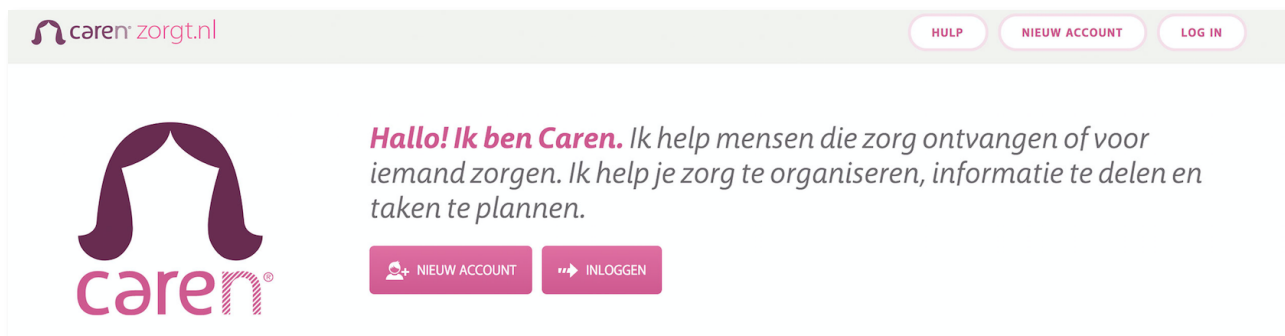 caren® zorgt.nl
HULP
NIEUW ACCOUNT
LOG IN
Hallo! Ik ben Caren. Ik help mensen die zorg ontvangen of voor
iemand zorgen. Ik help je zorg te organiseren, informatie te delen en
taken te plannen.
NIEUW ACCOUNT
INLOGGEN
caren®